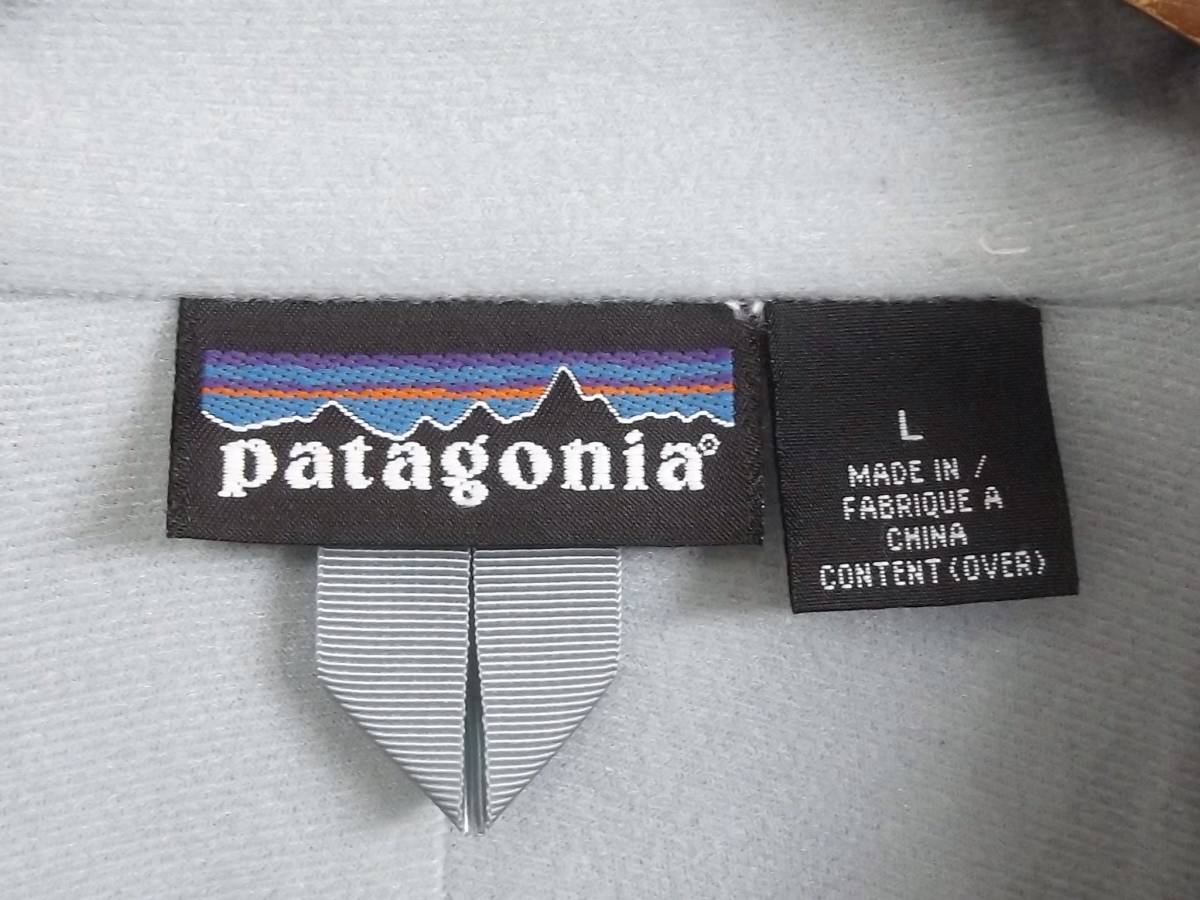 patagonia®
L
MADE IN /
FABRIQUE A
CHINA
CONTENT (OVER)